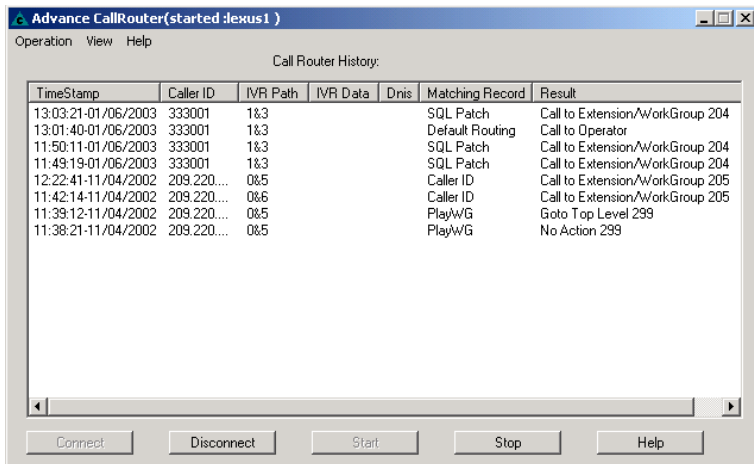 Advance CallRouter(started :lexus1 )
Operation View Help
Call Router History:
TimeStamp Caller ID IVR Path IVR Data Dnis Matching Record Result
13:03:21-01/06/2003 333001 1&3 SQL Patch Call to Extension/WorkGroup 204
13:01:40-01/06/2003 333001 1&3 Default Routing Call to Operator
11:50:11-01/06/2003 333001 1&3 SQL Patch Call to Extension/WorkGroup 204
11:49:19-01/06/2003 333001 1&3 SQL Patch Call to Extension/WorkGroup 204
12:22:41-11/04/2002 209.220.... 0&5 Caller ID Call to Extension/WorkGroup 205
11:42:14-11/04/2002 209.220.... 0&6 Caller ID Call to Extension/WorkGroup 205
11:39:12-11/04/2002 209.220.... 0&5 PlayWG Goto Top Level 299
11:38:21-11/04/2002 209.220.... 0&5 PlayWG No Action 299
Connect Disconnect Start Stop Help